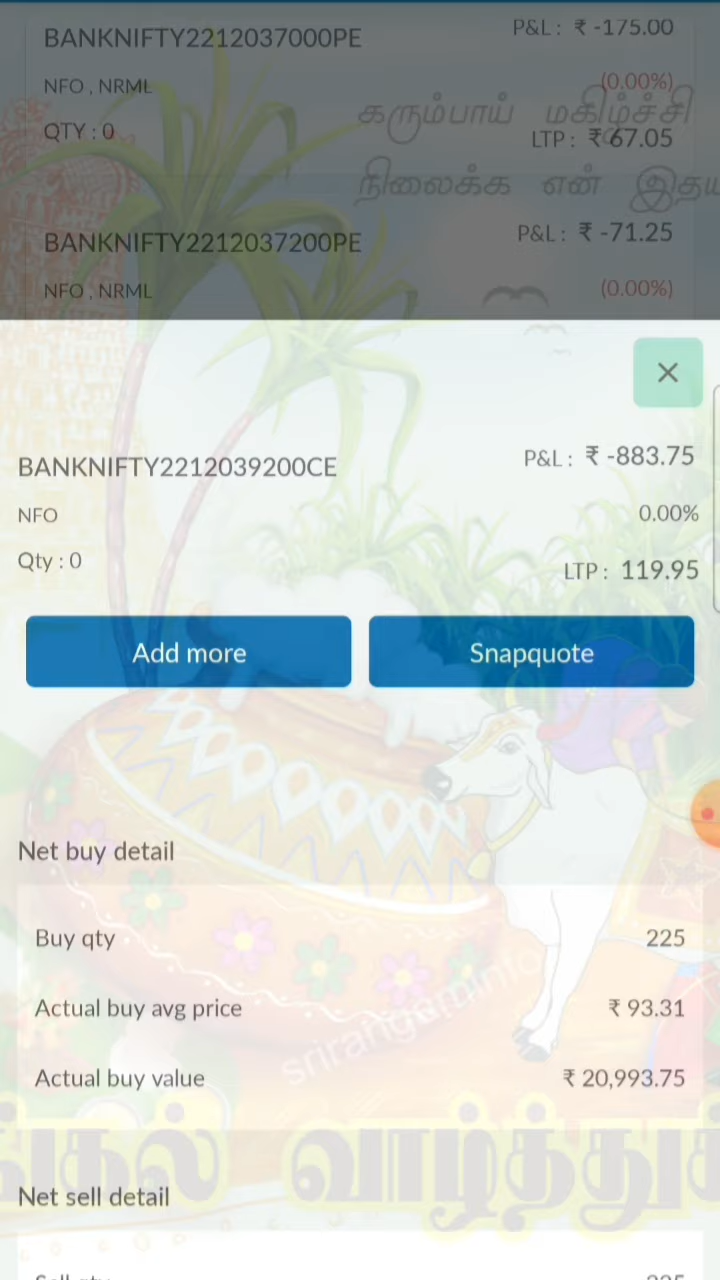 BANKNIFTY2212037000PE P&L : ₹ -175.00
NFO , NRML (0.00%)
QTY : 0 LTP : ₹ 67.05
கரும்பாய் மகிழ்ச்சி
நிலைக்க என்
BANKNIFTY2212037200PE P&L : ₹ -71.25
NFO , NRML (0.00%)
×
BANKNIFTY2212039200CE P&L : ₹ -883.75
NFO 0.00%
Qty : 0 LTP : 119.95
Add more Snapquote
Net buy detail
Buy qty 225
Actual buy avg price ₹ 93.31
Actual buy value ₹ 20,993.75
srirangaminfo
வாழ்த்து
Net sell detail